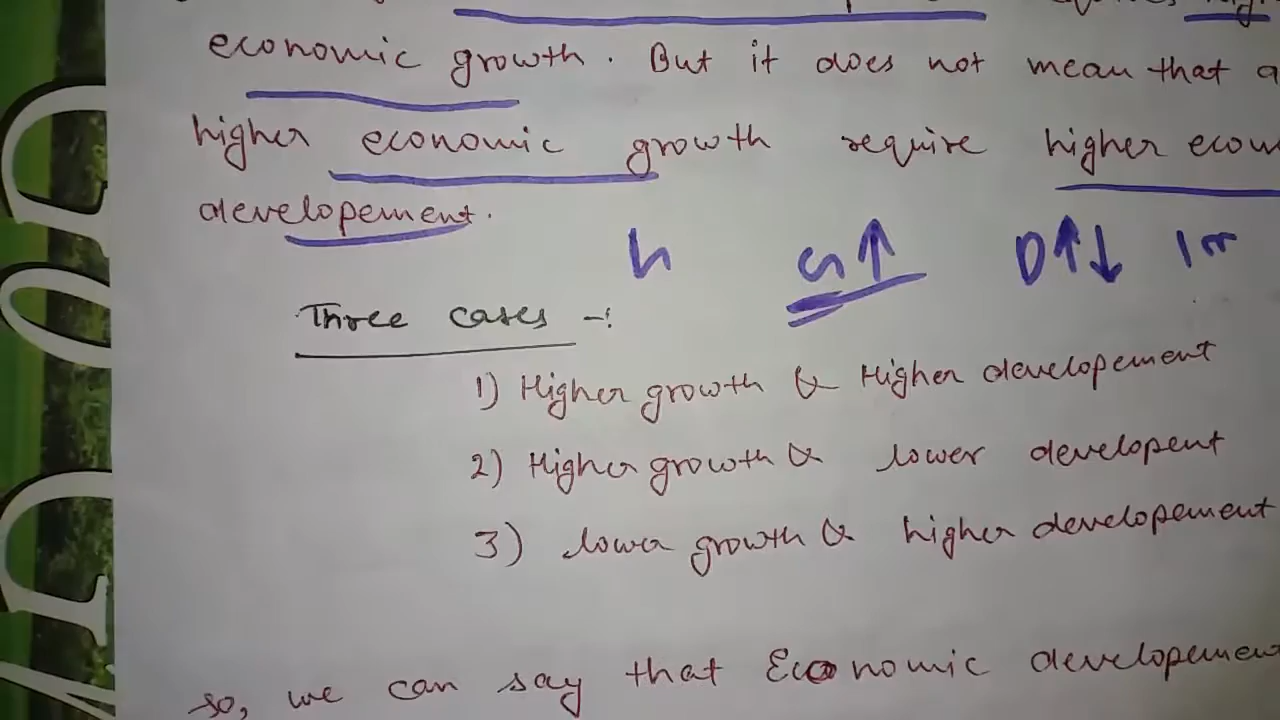 economic growth. But it does not mean that a
higher economic growth require higher econ
developement.
h G↑ D↑↓
Three cases -:
1) Higher growth & Higher developement
2) Higher growth & lower developent
3) lower growth & higher developement
so, we can say that Economic developemen